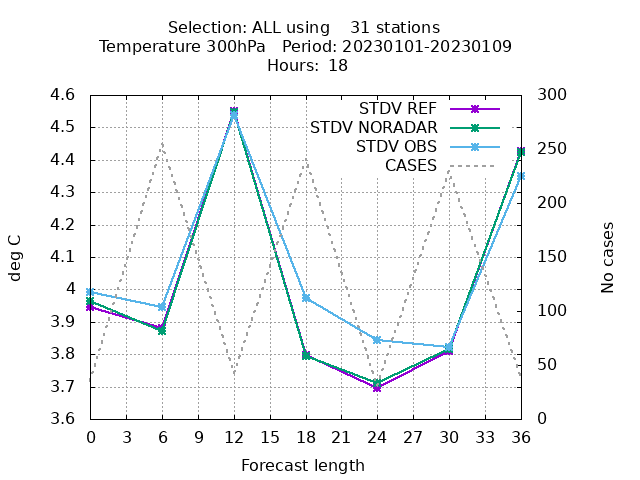 Selection: ALL using    31 stations
Temperature 300hPa   Period: 20230101-20230109
Hours:  18
STDV REF
STDV NORADAR
STDV OBS
CASES
4.6
4.5
4.4
4.3
4.2
4.1
4
3.9
3.8
3.7
3.6
deg C
300
250
200
150
100
50
0
No cases
0 3 6 9 12 15 18 21 24 27 30 33 36
Forecast length